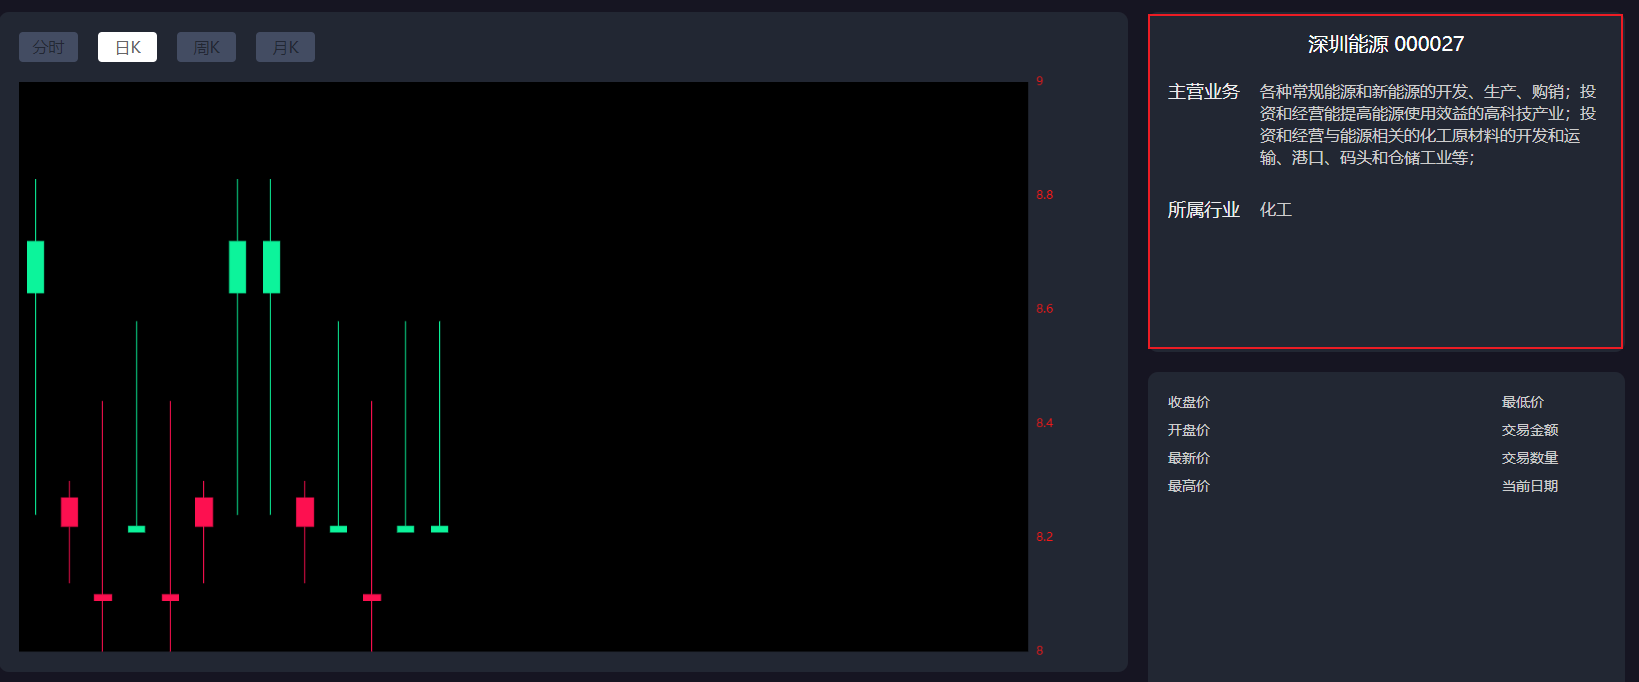 分时
日K
周K
月K
9
8.8
8.6
8.4
8.2
8
深圳能源 000027
主营业务
各种常规能源和新能源的开发、生产、购销；投
资和经营能提高能源使用效益的高科技产业；投
资和经营与能源相关的化工原材料的开发和运
输、港口、码头和仓储工业等；
所属行业
化工
收盘价
最低价
开盘价
交易金额
最新价
交易数量
最高价
当前日期